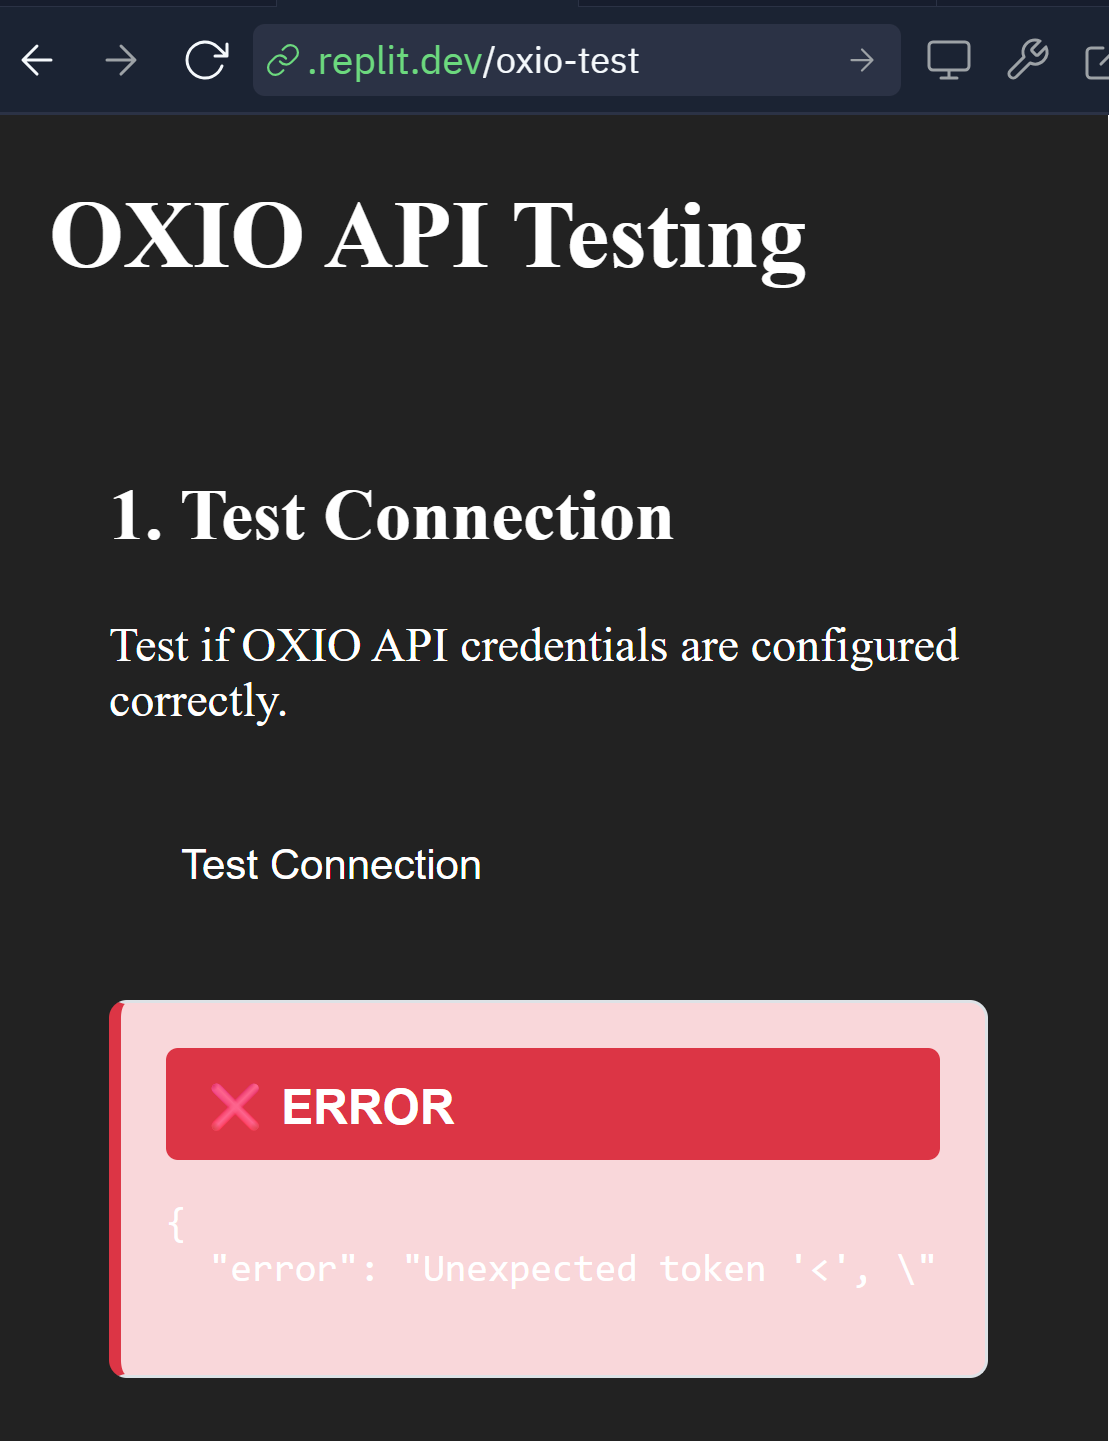 .replit.dev/oxio-test
OXIO API Testing
1. Test Connection
Test if OXIO API credentials are configured
correctly.
Test Connection
❌ ERROR
{
"error": "Unexpected token '<', \"